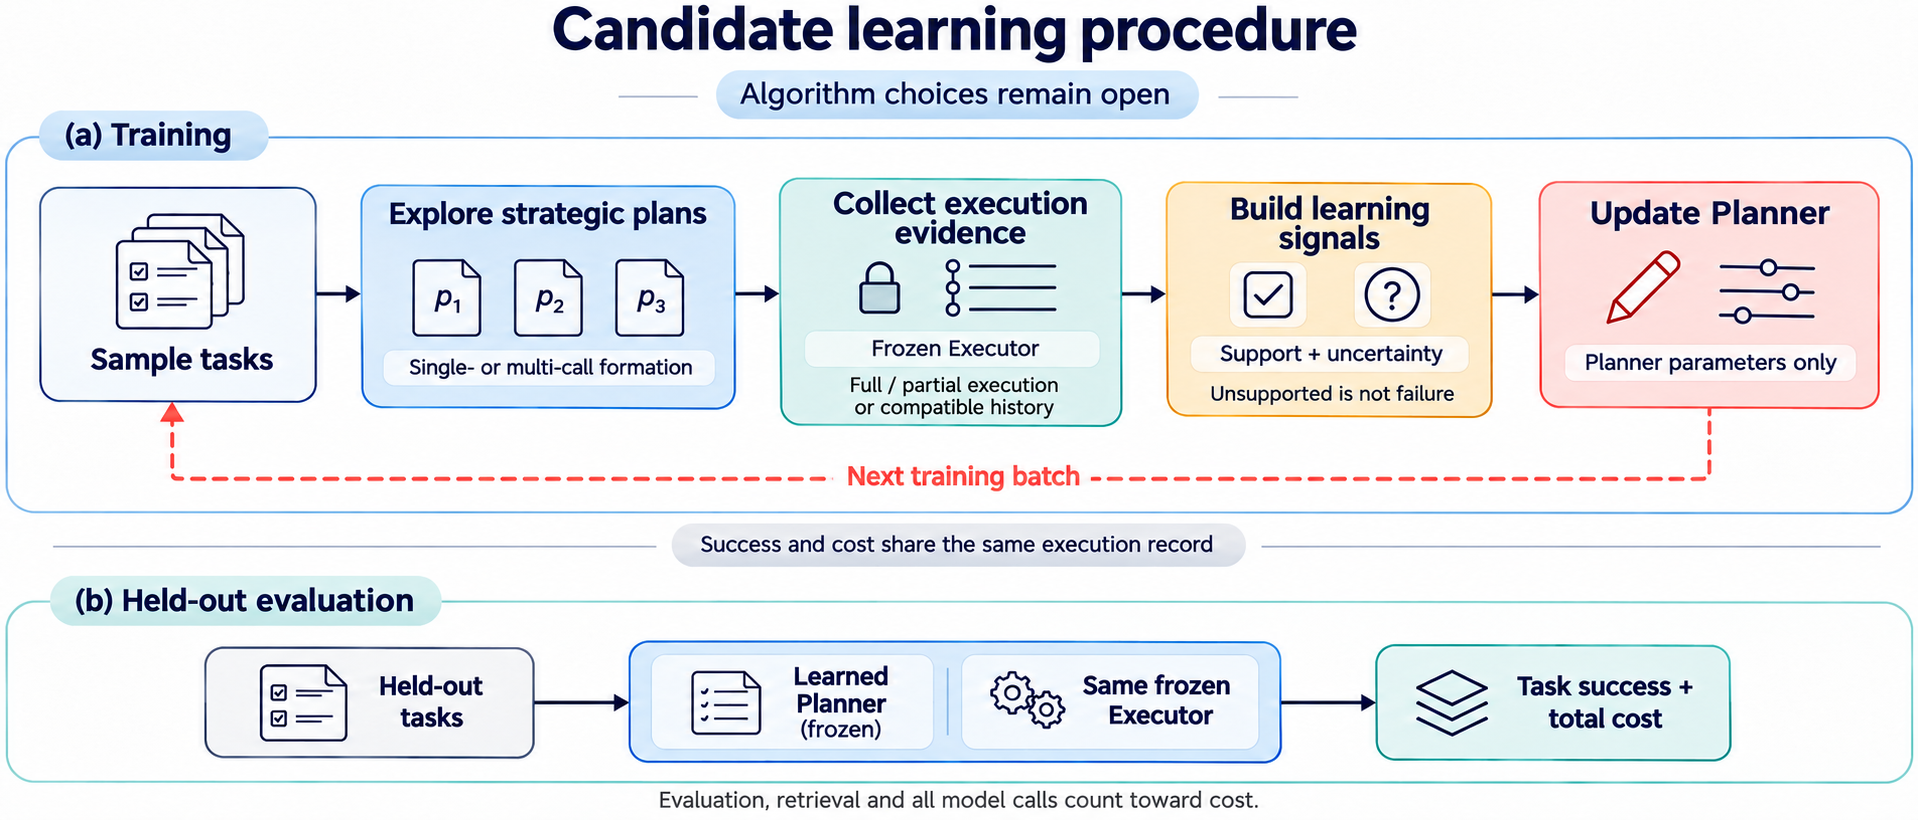 Candidate learning procedure
Algorithm choices remain open
(a) Training
Sample tasks
Explore strategic plans
p1
p2
p3
Single- or multi-call formation
Collect execution
evidence
Frozen Executor
Full / partial execution
or compatible history
Build learning
signals
?
Support + uncertainty
Unsupported is not failure
Update Planner
Planner parameters only
Next training batch
Success and cost share the same execution record
(b) Held-out evaluation
Held-out
tasks
Learned
Planner
(frozen)
Same frozen
Executor
Task success +
total cost
Evaluation, retrieval and all model calls count toward cost.